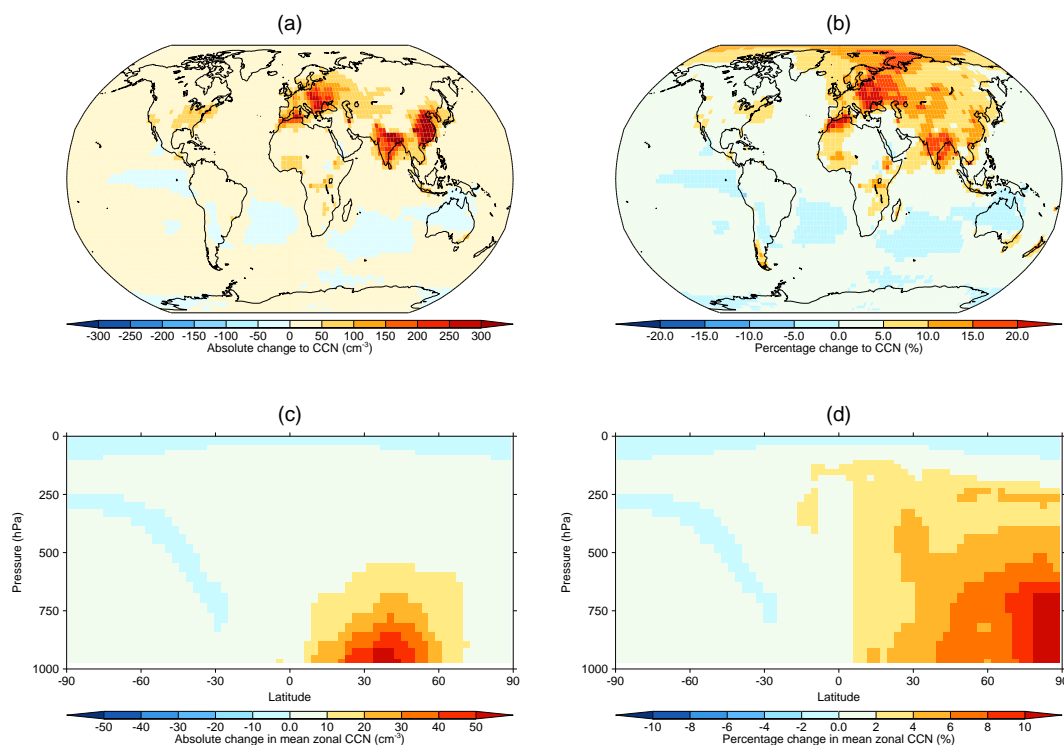 (a)
(b)
-300 -250 -200 -150 -100 -50 0 50 100 150 200 250 300
Absolute change to CCN (cm⁻³)
-20.0 -15.0 -10.0 -5.0 0.0 5.0 10.0 15.0 20.0
Percentage change to CCN (%)
(c)
(d)
0
250
500
750
1000
Pressure (hPa)
-90 -60 -30 0 30 60 90
Latitude
-50 -40 -30 -20 -10 0.0 10 20 30 40 50
Absolute change in mean zonal CCN (cm⁻³)
0
250
500
750
1000
Pressure (hPa)
-90 -60 -30 0 30 60 90
Latitude
-10 -8 -6 -4 -2 0.0 2 4 6 8 10
Percentage change in mean zonal CCN (%)